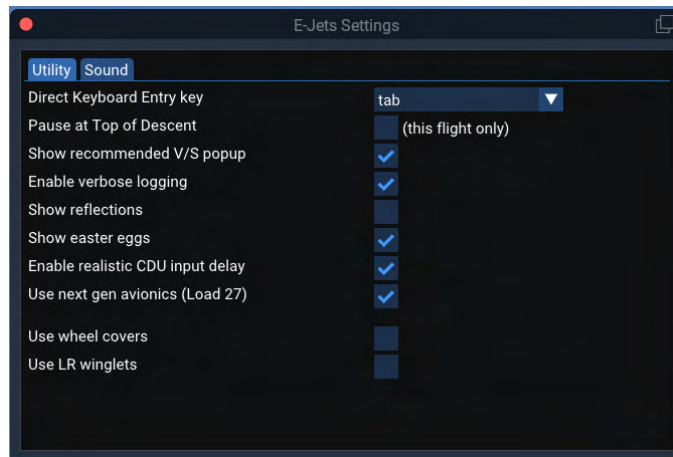 E-Jets Settings
Utility Sound
Direct Keyboard Entry key tab
Pause at Top of Descent (this flight only)
Show recommended V/S popup
Enable verbose logging
Show reflections
Show easter eggs
Enable realistic CDU input delay
Use next gen avionics (Load 27)
Use wheel covers
Use LR winglets